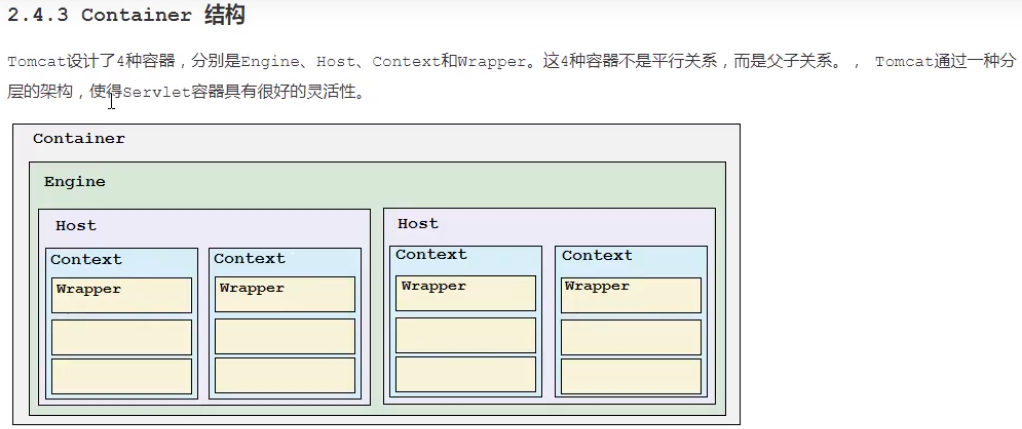 2.4.3 Container 结构
Tomcat设计了4种容器，分别是Engine、Host、Context和Wrapper。这4种容器不是平行关系，而是父子关系。， Tomcat通过一种分
层的架构，使得Servlet容器具有很好的灵活性。
Container
Engine
Host
Host
Context
Context
Context
Context
Wrapper
Wrapper
Wrapper
Wrapper